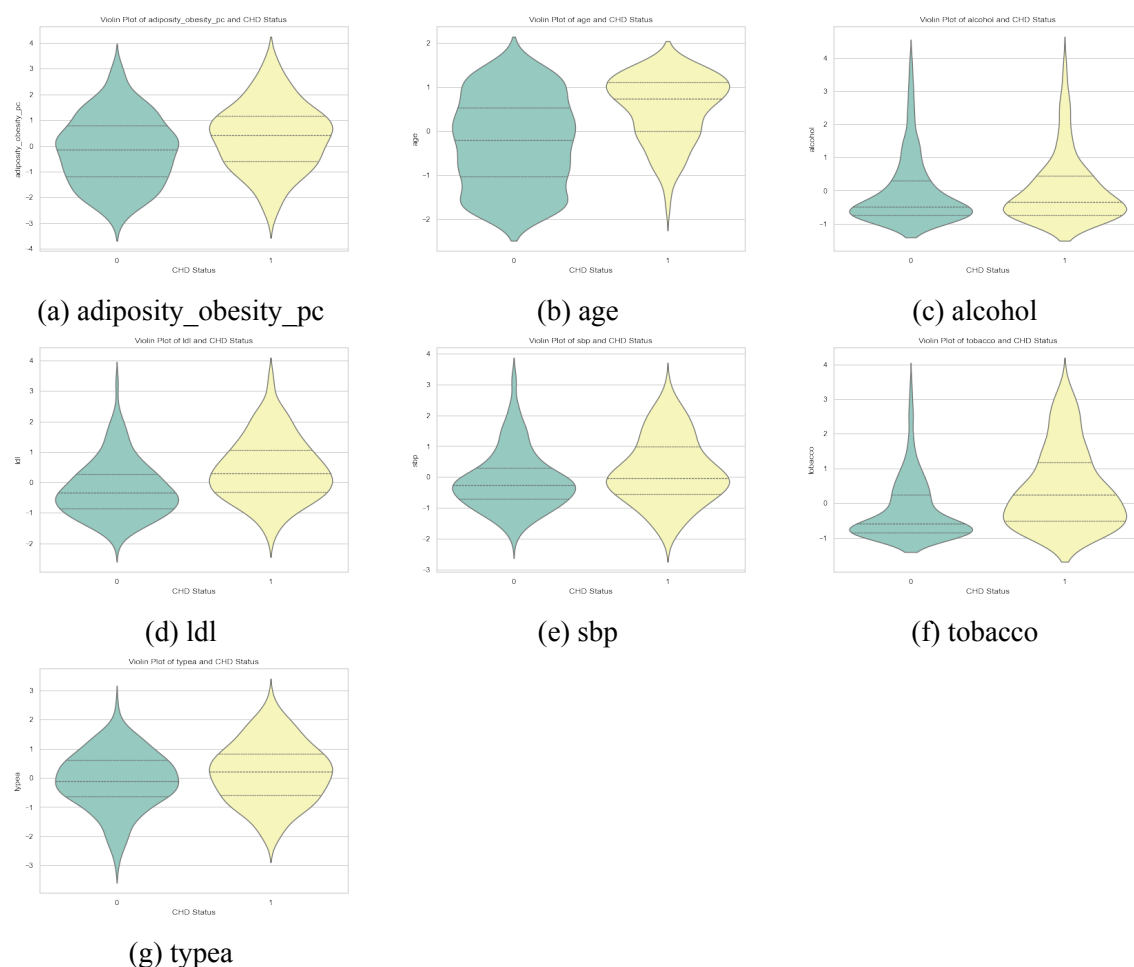 Violin Plot of adiposity_obesity_pc and CHD Status
4
3
2
1
0
−1
−2
−3
−4
adiposity_obesity_pc
0
1
CHD Status
(a) adiposity_obesity_pc
Violin Plot of age and CHD Status
2
1
0
−1
−2
age
0
1
CHD Status
(b) age
Violin Plot of alcohol and CHD Status
4
3
2
1
0
−1
alcohol
0
1
CHD Status
(c) alcohol
Violin Plot of ldl and CHD Status
4
3
2
1
0
−1
−2
ldl
0
1
CHD Status
(d) ldl
Violin Plot of sbp and CHD Status
4
3
2
1
0
−1
−2
−3
sbp
0
1
CHD Status
(e) sbp
Violin Plot of tobacco and CHD Status
4
3
2
1
0
−1
tobacco
0
1
CHD Status
(f) tobacco
Violin Plot of typea and CHD Status
3
2
1
0
−1
−2
−3
typea
0
1
CHD Status
(g) typea